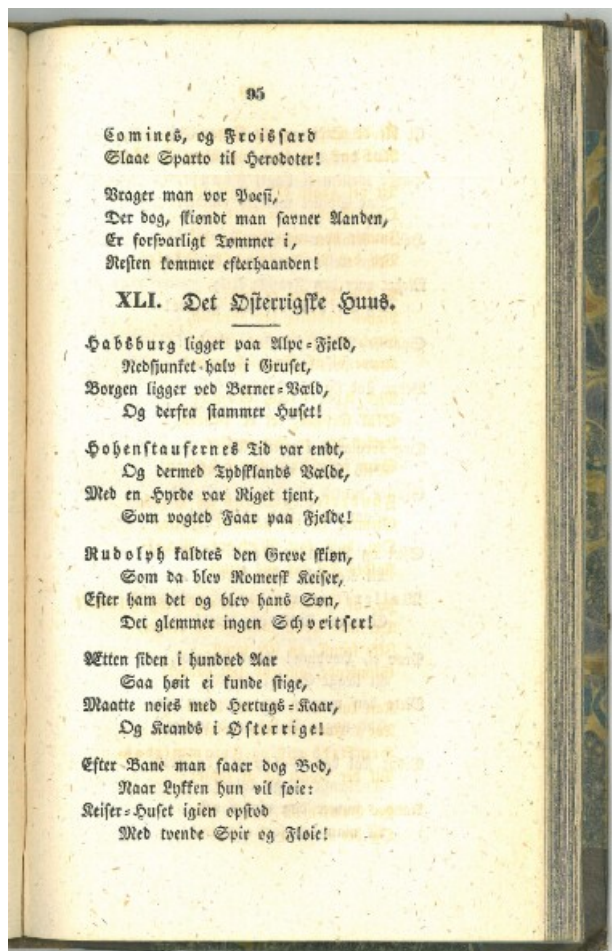 95
Comines, og Froissard
Slaae Sparto til Herodoter!
Vrager man vor Poesi,
Der dog, skiøndt man savner Aanden,
Er forsvarligt Tømmer i,
Resten kommer efterhaanden!
XLI. Det Østerrigske Huus.
Habsburg ligger paa Alpe-Fjeld,
Nedsjunket halv i Gruset,
Borgen ligger ved Berner-Væld,
Og derfra stammer Huset!
Hohenstaufernes Tid var endt,
Og dermed Tydsklands Vælde,
Med en Hyrde var Riget tjent,
Som vogted Faar paa Fjelde!
Rudolph kaldtes den Greve skiøn,
Som da blev Romersk Keiser,
Efter ham det og blev hans Søn,
Det glemmer ingen Schveitser!
Ætten siden i hundred Aar
Saa høit ei kunde stige,
Maatte nøies med Hertugs-Kaar,
Og Krands i Østerrige!
Efter Bane man faaer dog Bod,
Naar Lykken hun vil føie:
Keiser-Huset igien opstod
Med tvende Spir og Fløie!